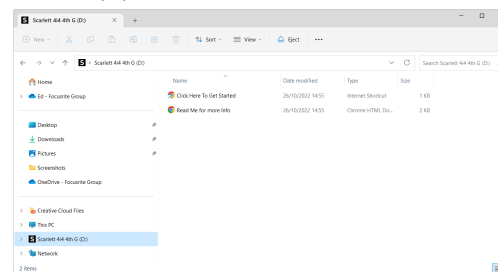 Scarlett 4i4 4th G (D:)
New
Sort
View
Eject
Scarlett 4i4 4th G (D:)
Search Scarlett 4i4 4th G (D:)
Name
Date modified
Type
Size
Home
Ed - Focusrite Group
Desktop
Downloads
Pictures
Screenshots
OneDrive - Focusrite Group
Creative Cloud Files
This PC
Scarlett 4i4 4th G (D:)
Network
Click Here To Get Started
26/10/2022 14:55
Internet Shortcut
1 KB
Read Me for more Info
26/10/2022 14:55
Chrome HTML Do...
2 KB
2 items